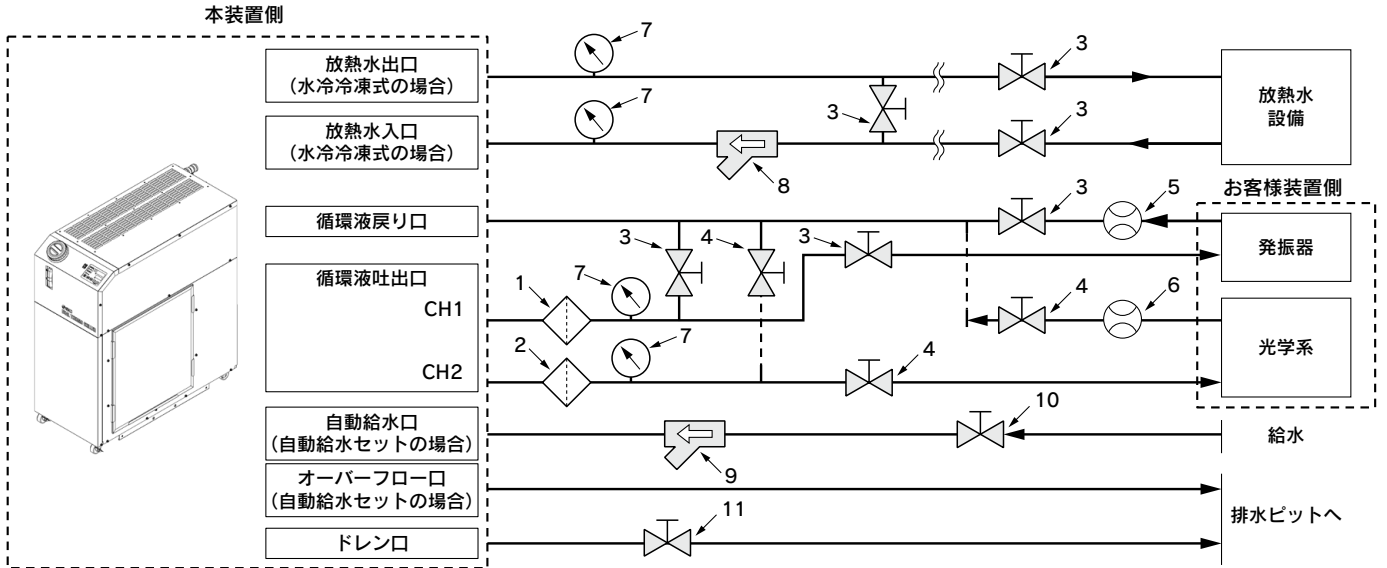 本装置側
7
3
放熱水出口
(水冷冷凍式の場合)
放熱水
設備
7
3
3
放熱水入口
(水冷冷凍式の場合)
8
お客様装置側
3
5
循環液戻り口
3
4
3
発振器
循環液吐出口
7
1
CH1
4
6
光学系
2
7
4
CH2
自動給水口
(自動給水セットの場合)
10
給水
9
オーバーフロー口
(自動給水セットの場合)
排水ピットへ
11
ドレン口